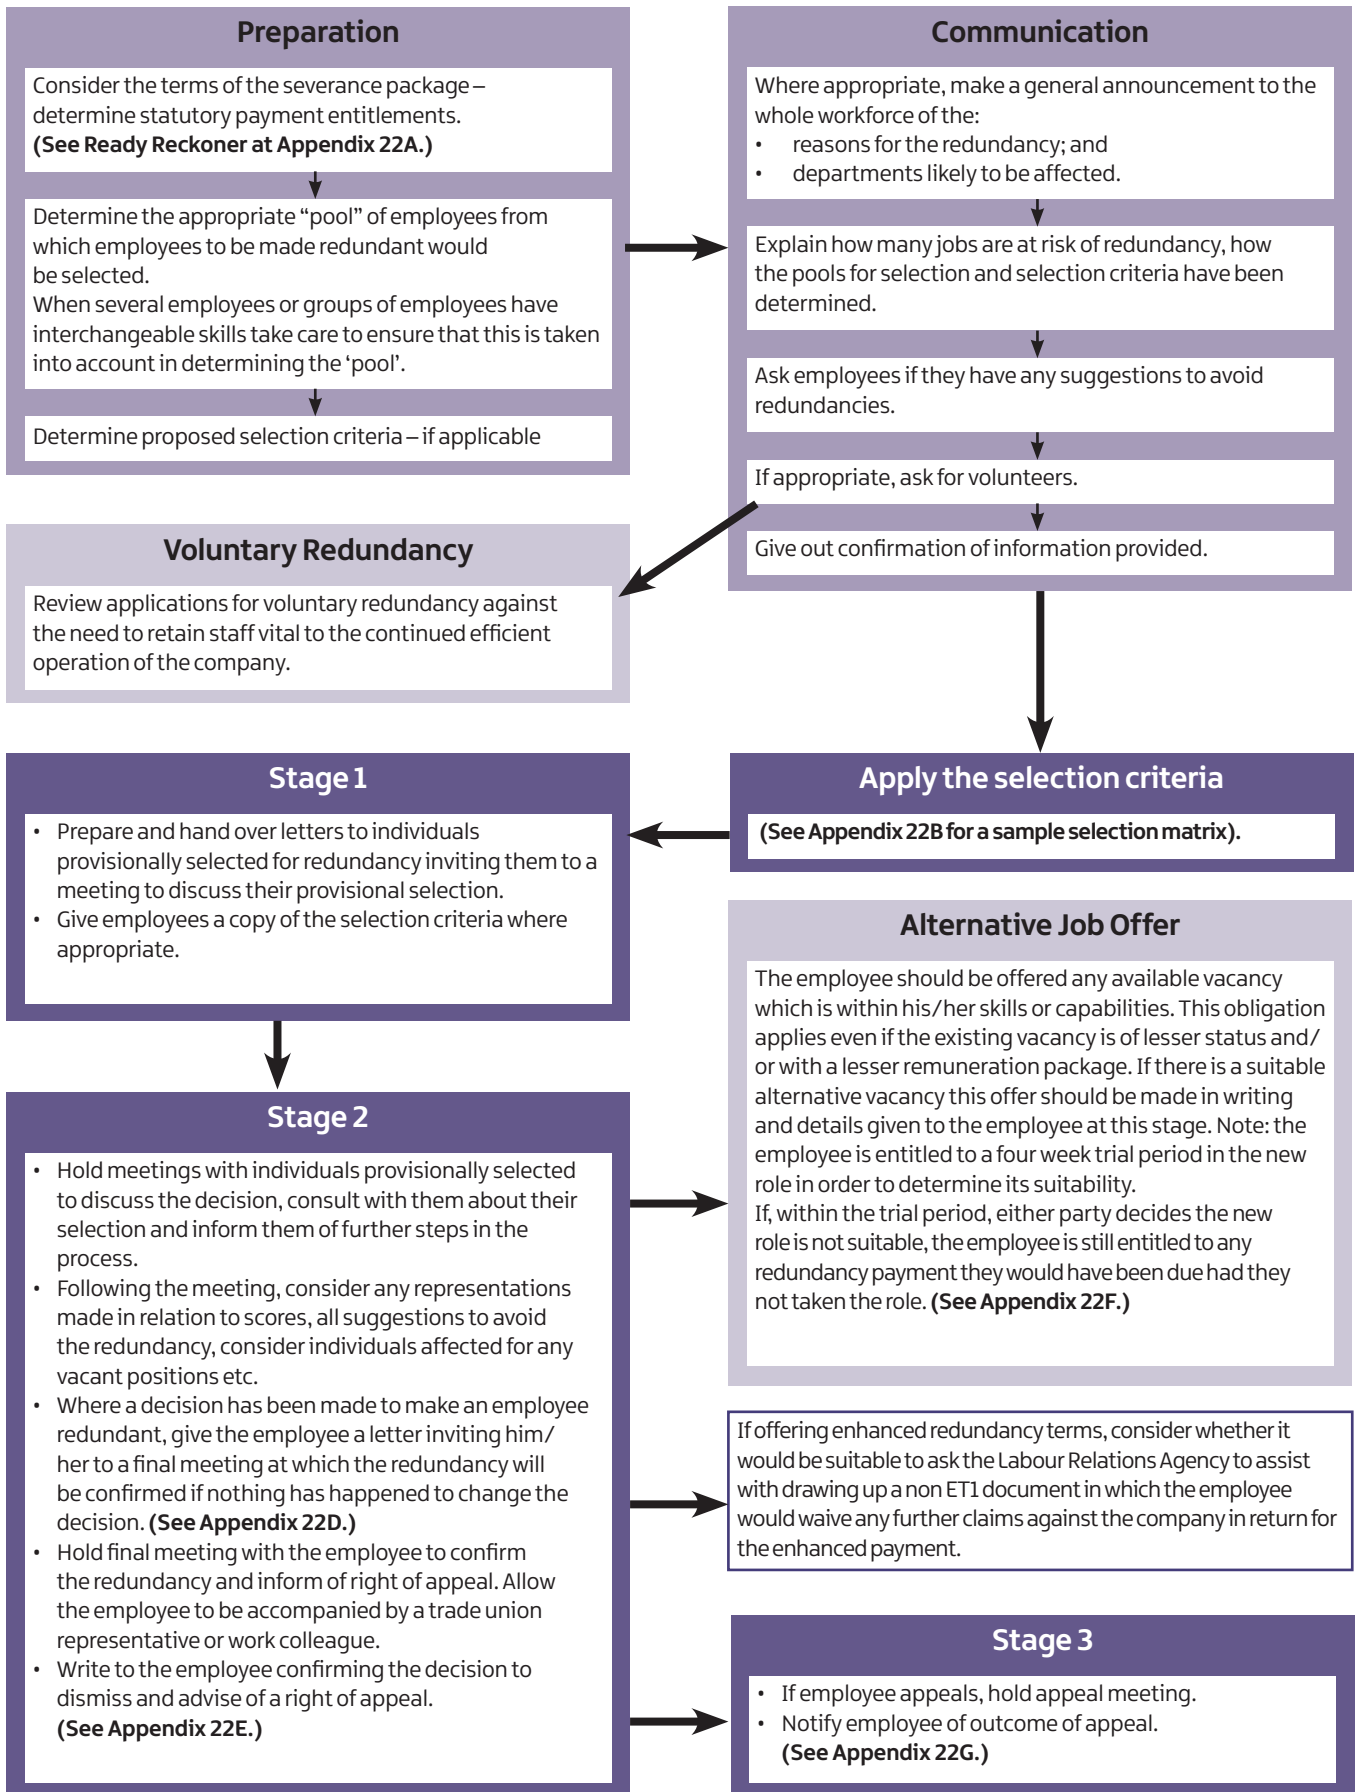 Preparation
Consider the terms of the severance package –
determine statutory payment entitlements.
(See Ready Reckoner at Appendix 22A.)
Determine the appropriate “pool” of employees from
which employees to be made redundant would
be selected.
When several employees or groups of employees have
interchangeable skills take care to ensure that this is taken
into account in determining the ‘pool’.
Determine proposed selection criteria – if applicable
Communication
Where appropriate, make a general announcement to the
whole workforce of the:
• reasons for the redundancy; and
• departments likely to be affected.
Explain how many jobs are at risk of redundancy, how
the pools for selection and selection criteria have been
determined.
Ask employees if they have any suggestions to avoid
redundancies.
If appropriate, ask for volunteers.
Give out confirmation of information provided.
Voluntary Redundancy
Review applications for voluntary redundancy against
the need to retain staff vital to the continued efficient
operation of the company.
Apply the selection criteria
(See Appendix 22B for a sample selection matrix).
Stage 1
• Prepare and hand over letters to individuals
provisionally selected for redundancy inviting them to a
meeting to discuss their provisional selection.
• Give employees a copy of the selection criteria where
appropriate.
Stage 2
• Hold meetings with individuals provisionally selected
to discuss the decision, consult with them about their
selection and inform them of further steps in the
process.
• Following the meeting, consider any representations
made in relation to scores, all suggestions to avoid
the redundancy, consider individuals affected for any
vacant positions etc.
• Where a decision has been made to make an employee
redundant, give the employee a letter inviting him/
her to a final meeting at which the redundancy will
be confirmed if nothing has happened to change the
decision. (See Appendix 22D.)
• Hold final meeting with the employee to confirm
the redundancy and inform of right of appeal. Allow
the employee to be accompanied by a trade union
representative or work colleague.
• Write to the employee confirming the decision to
dismiss and advise of a right of appeal.
(See Appendix 22E.)
Alternative Job Offer
The employee should be offered any available vacancy
which is within his/her skills or capabilities. This obligation
applies even if the existing vacancy is of lesser status and/
or with a lesser remuneration package. If there is a suitable
alternative vacancy this offer should be made in writing
and details given to the employee at this stage. Note: the
employee is entitled to a four week trial period in the new
role in order to determine its suitability.
If, within the trial period, either party decides the new
role is not suitable, the employee is still entitled to any
redundancy payment they would have been due had they
not taken the role. (See Appendix 22F.)
If offering enhanced redundancy terms, consider whether it
would be suitable to ask the Labour Relations Agency to assist
with drawing up a non ET1 document in which the employee
would waive any further claims against the company in return for
the enhanced payment.
Stage 3
• If employee appeals, hold appeal meeting.
• Notify employee of outcome of appeal.
(See Appendix 22G.)